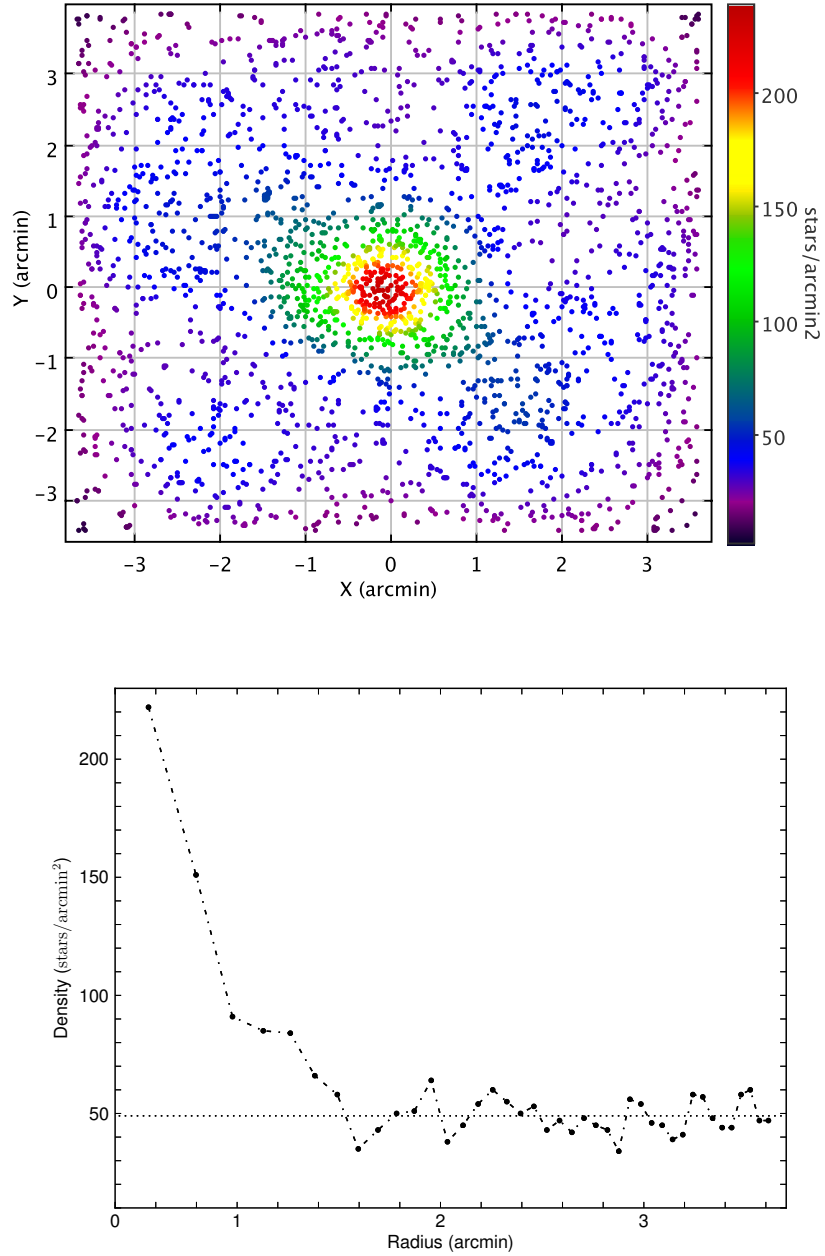 3
2
1
0
−1
−2
−3
Y (arcmin)
−3 −2 −1 0 1 2 3
X (arcmin)
200
150
100
50
stars/arcmin2
200
150
100
50
Density (stars/arcmin²)
0 1 2 3
Radius (arcmin)